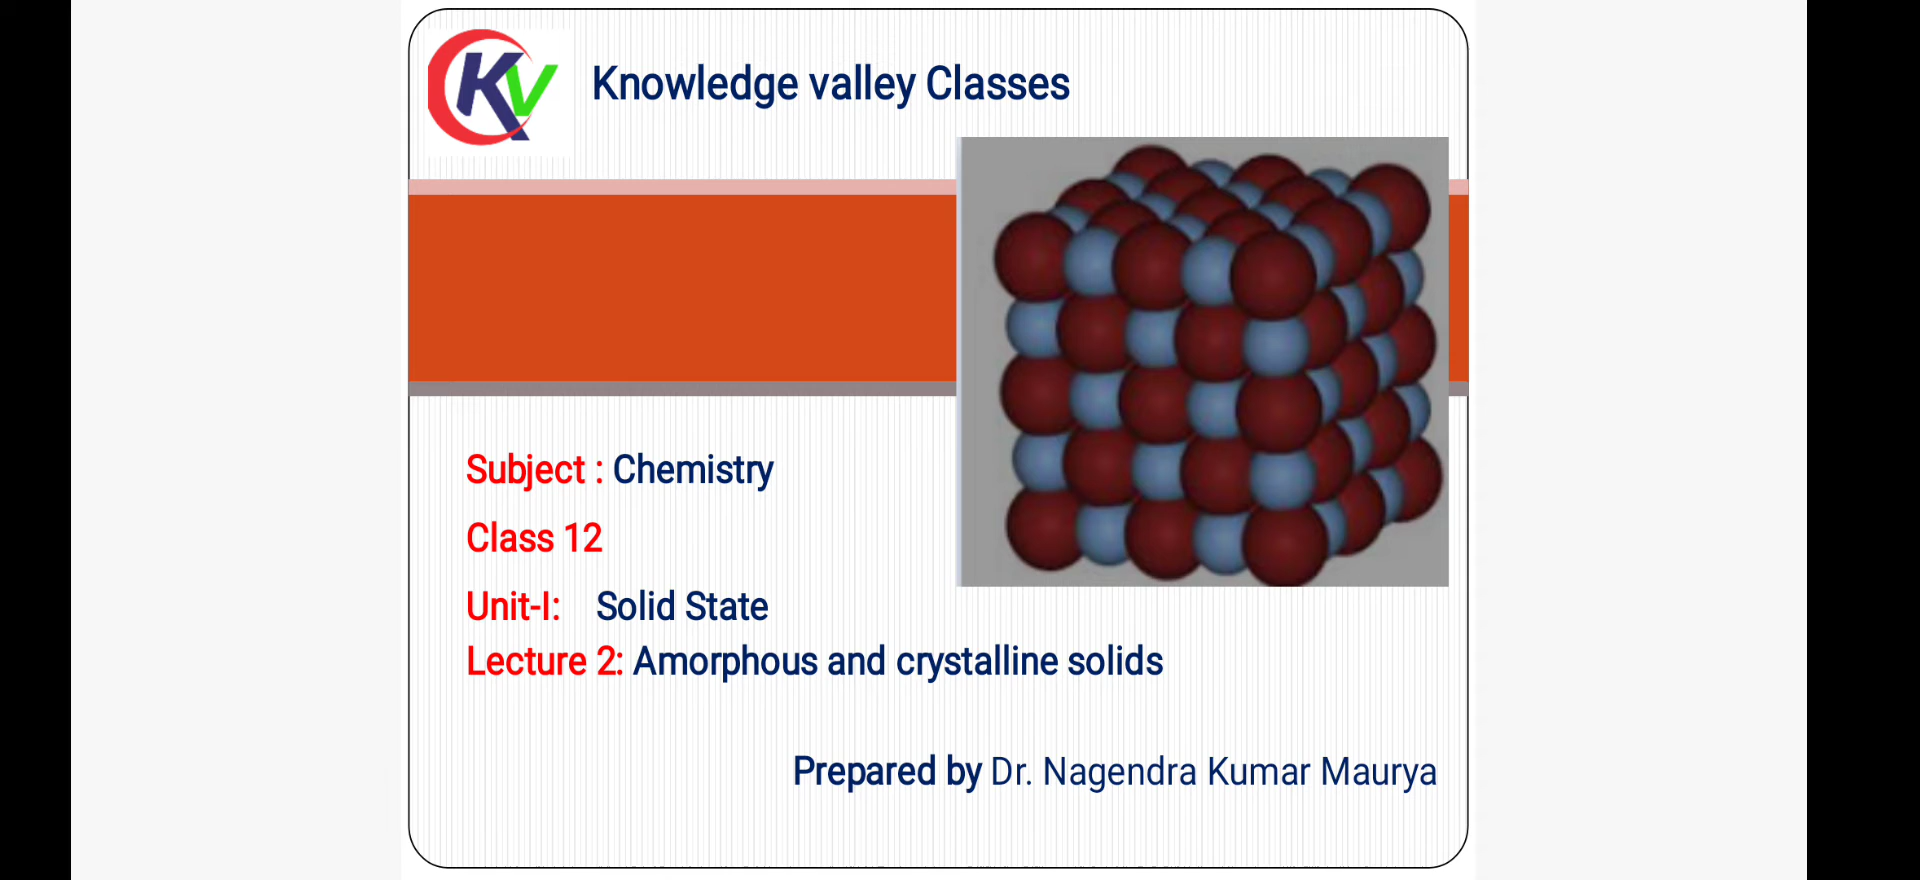 KV
Knowledge valley Classes
Subject : Chemistry
Class 12
Unit-I: Solid State
Lecture 2: Amorphous and crystalline solids
Prepared by Dr. Nagendra Kumar Maurya